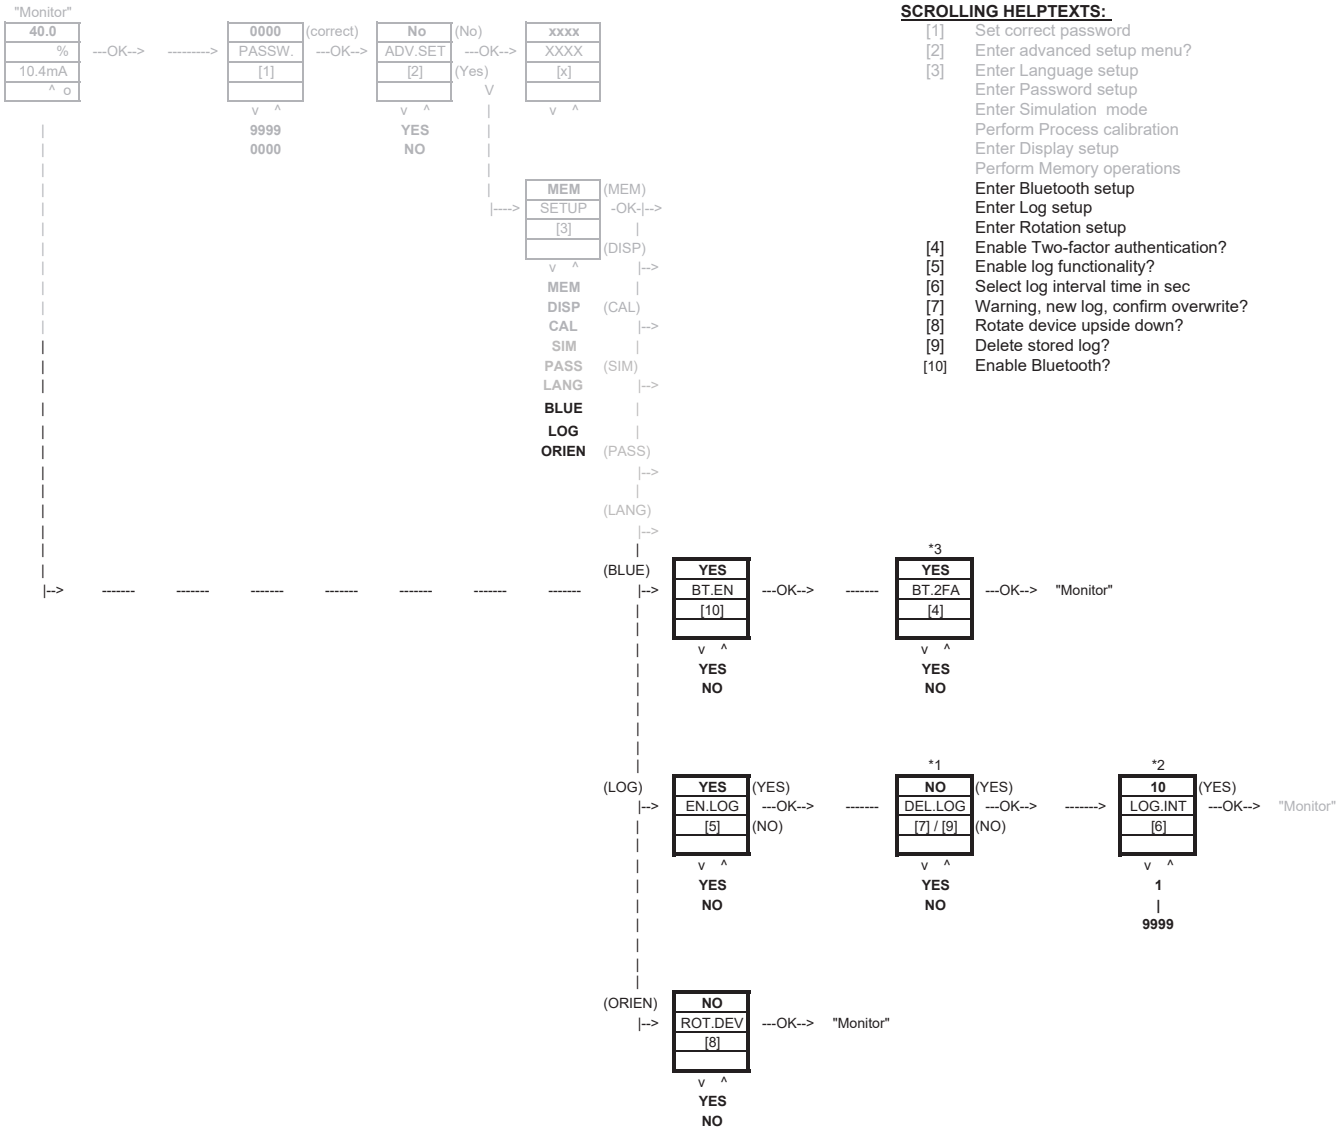 "Monitor"
40.0
%
10.4mA
^ o
---OK-->
--------->
0000 (correct)
PASSW. ---OK-->
[1]
v ^
9999
0000
No (No)
ADV.SET ---OK-->
[2] (Yes)
V
v ^
YES
NO
xxxx
XXXX
[x]
v ^
|---->
MEM (MEM)
SETUP -OK-|-->
[3]
(DISP)
v ^ |-->
MEM
DISP (CAL)
CAL |-->
SIM
PASS (SIM)
LANG |-->
BLUE
LOG
ORIEN (PASS)
|-->
(LANG)
|-->
SCROLLING HELPTEXTS:
[1] Set correct password
[2] Enter advanced setup menu?
[3] Enter Language setup
Enter Password setup
Enter Simulation mode
Perform Process calibration
Enter Display setup
Perform Memory operations
Enter Bluetooth setup
Enter Log setup
Enter Rotation setup
[4] Enable Two-factor authentication?
[5] Enable log functionality?
[6] Select log interval time in sec
[7] Warning, new log, confirm overwrite?
[8] Rotate device upside down?
[9] Delete stored log?
[10] Enable Bluetooth?
*3
(BLUE) YES YES
|--> ------- ------- ------- ------- ------- ------- ------- |--> BT.EN ---OK--> ------- BT.2FA ---OK--> "Monitor"
[10] [4]
v ^ v ^
YES YES
NO NO
*1 *2
(LOG) YES (YES) NO (YES) 10 (YES)
|--> EN.LOG ---OK--> ------- DEL.LOG ---OK--> -------> LOG.INT ---OK--> "Monitor"
[5] (NO) [7] / [9] (NO) [6]
v ^ v ^ v ^
YES YES 1
NO NO |
9999
(ORIEN) NO
|--> ROT.DEV ---OK--> "Monitor"
[8]
v ^
YES
NO